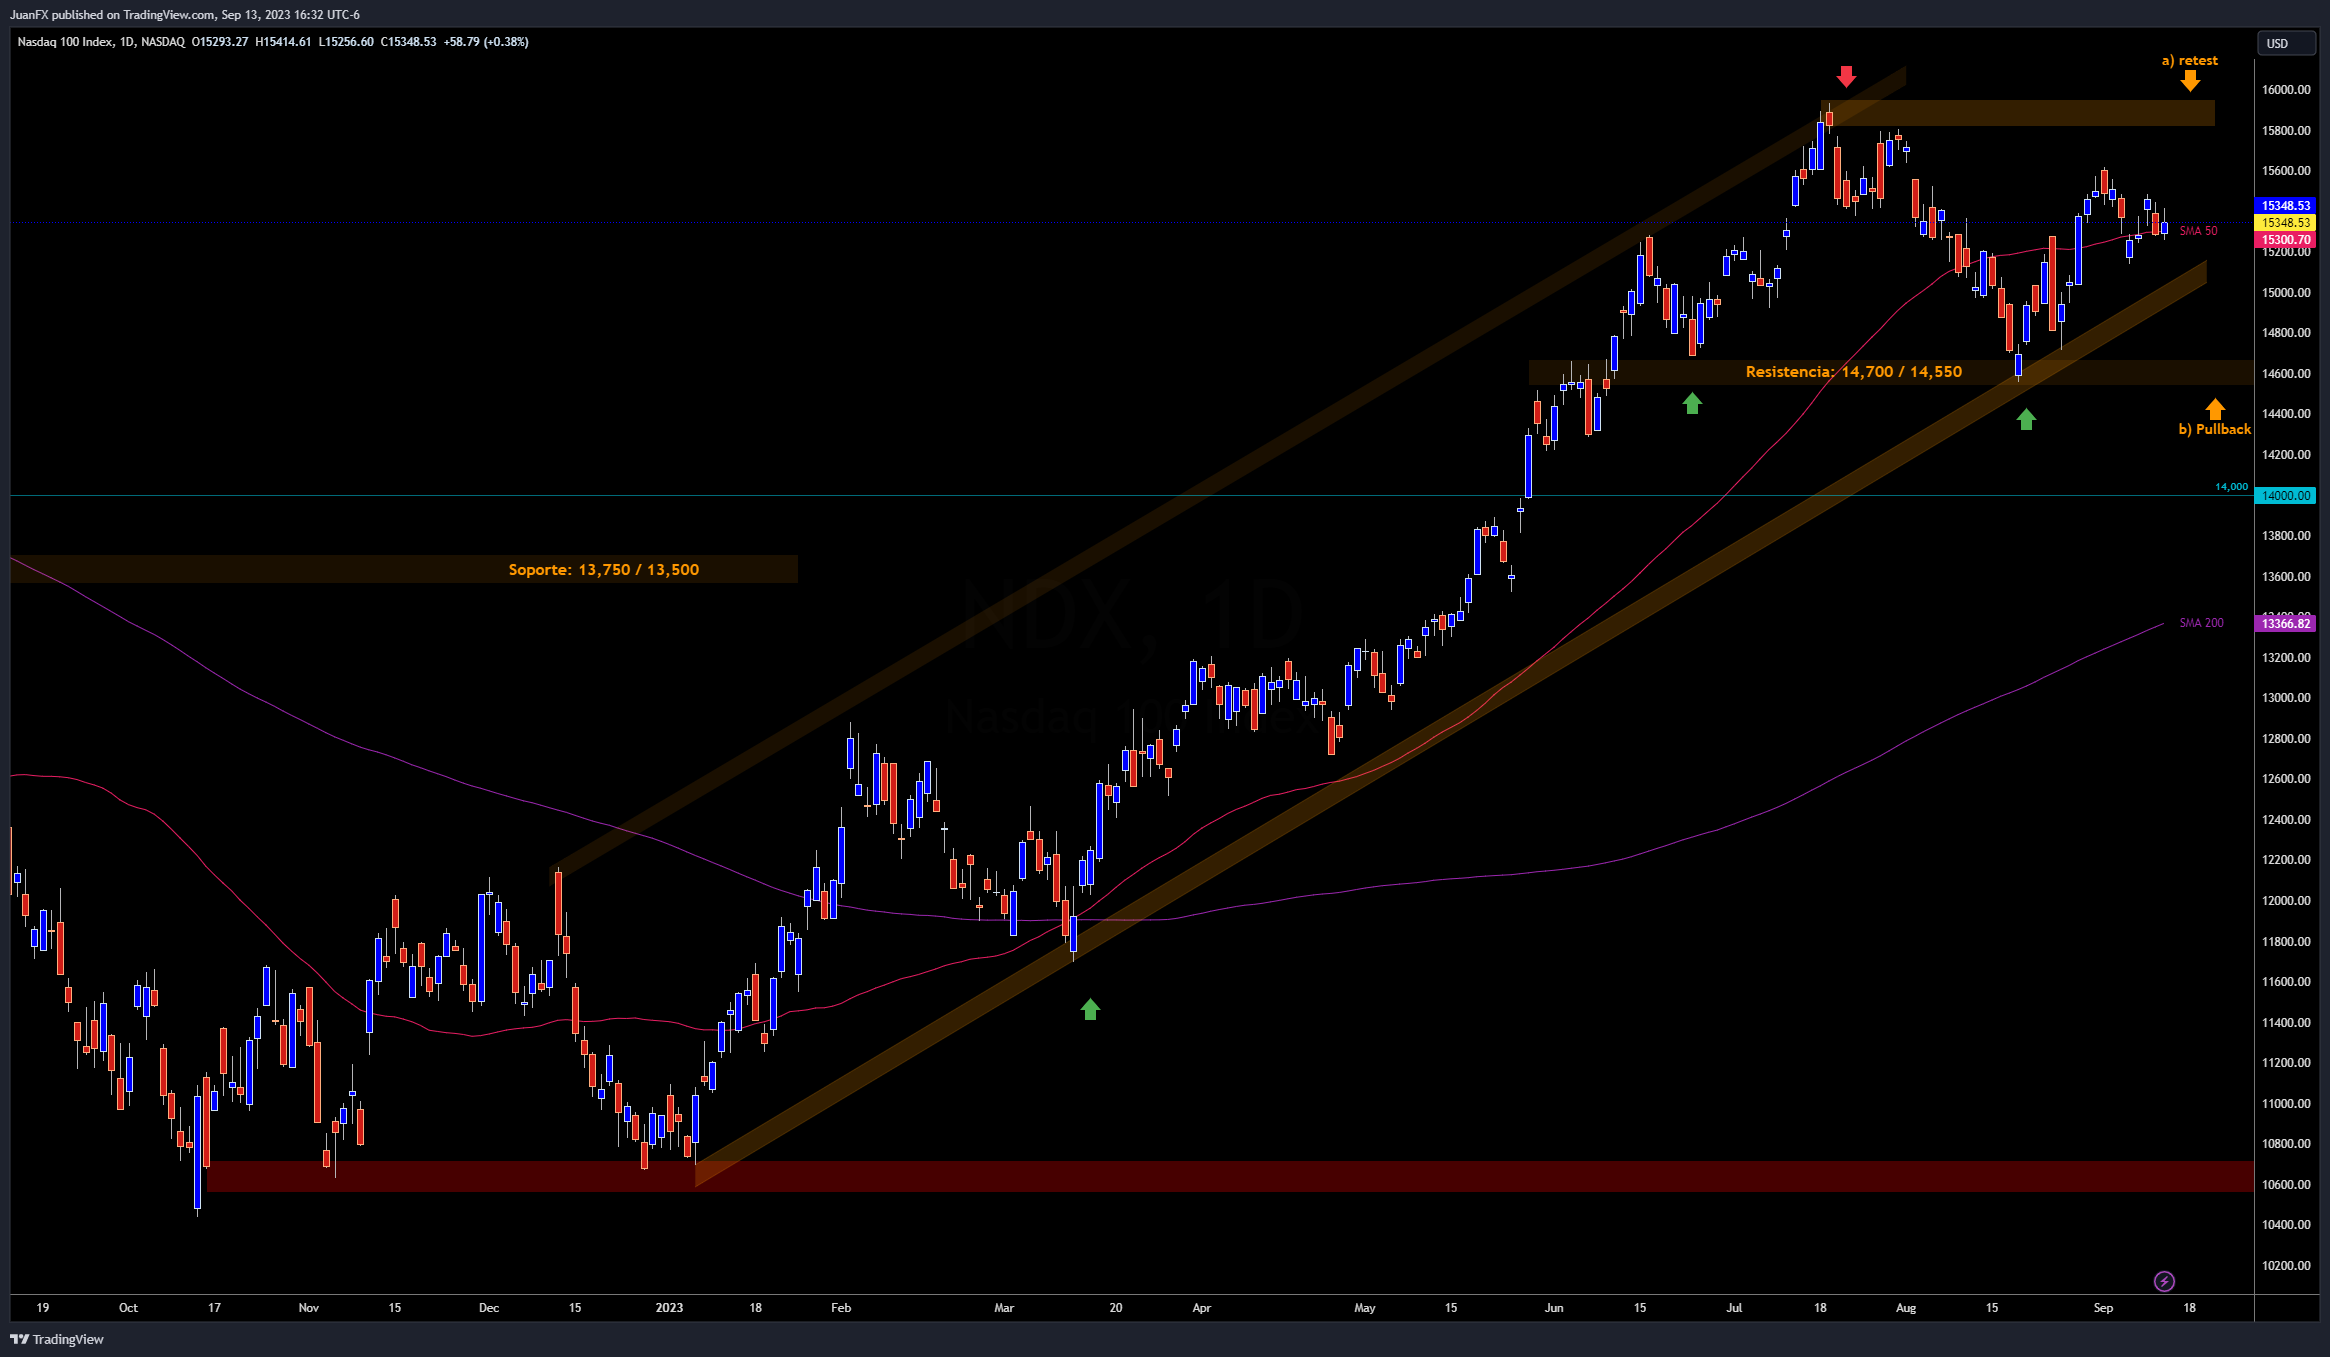 JuanFX published on TradingView.com, Sep 13, 2023 16:32 UTC-6
Nasdaq 100 Index, 1D, NASDAQ O15293.27 H15414.61 L15256.60 C15348.53 +58.79 (+0.38%)
USD
a) retest
16000.00
15800.00
15600.00
15348.53
15348.53
SMA 50
15300.70
15200.00
15000.00
14800.00
Resistencia: 14,700 / 14,550
14600.00
14400.00
b) Pullback
14200.00
14,000
14000.00
13800.00
Soporte: 13,750 / 13,500
13600.00
NDX, 1D
SMA 200
13366.82
13200.00
13000.00
Nasdaq 100 Index
12800.00
12600.00
12400.00
12200.00
12000.00
11800.00
11600.00
11400.00
11200.00
11000.00
10800.00
10600.00
10400.00
10200.00
19 Oct 17 Nov 15 Dec 15 2023 18 Feb Mar 20 Apr May 15 Jun 15 Jul 18 Aug 15 Sep 18
TradingView